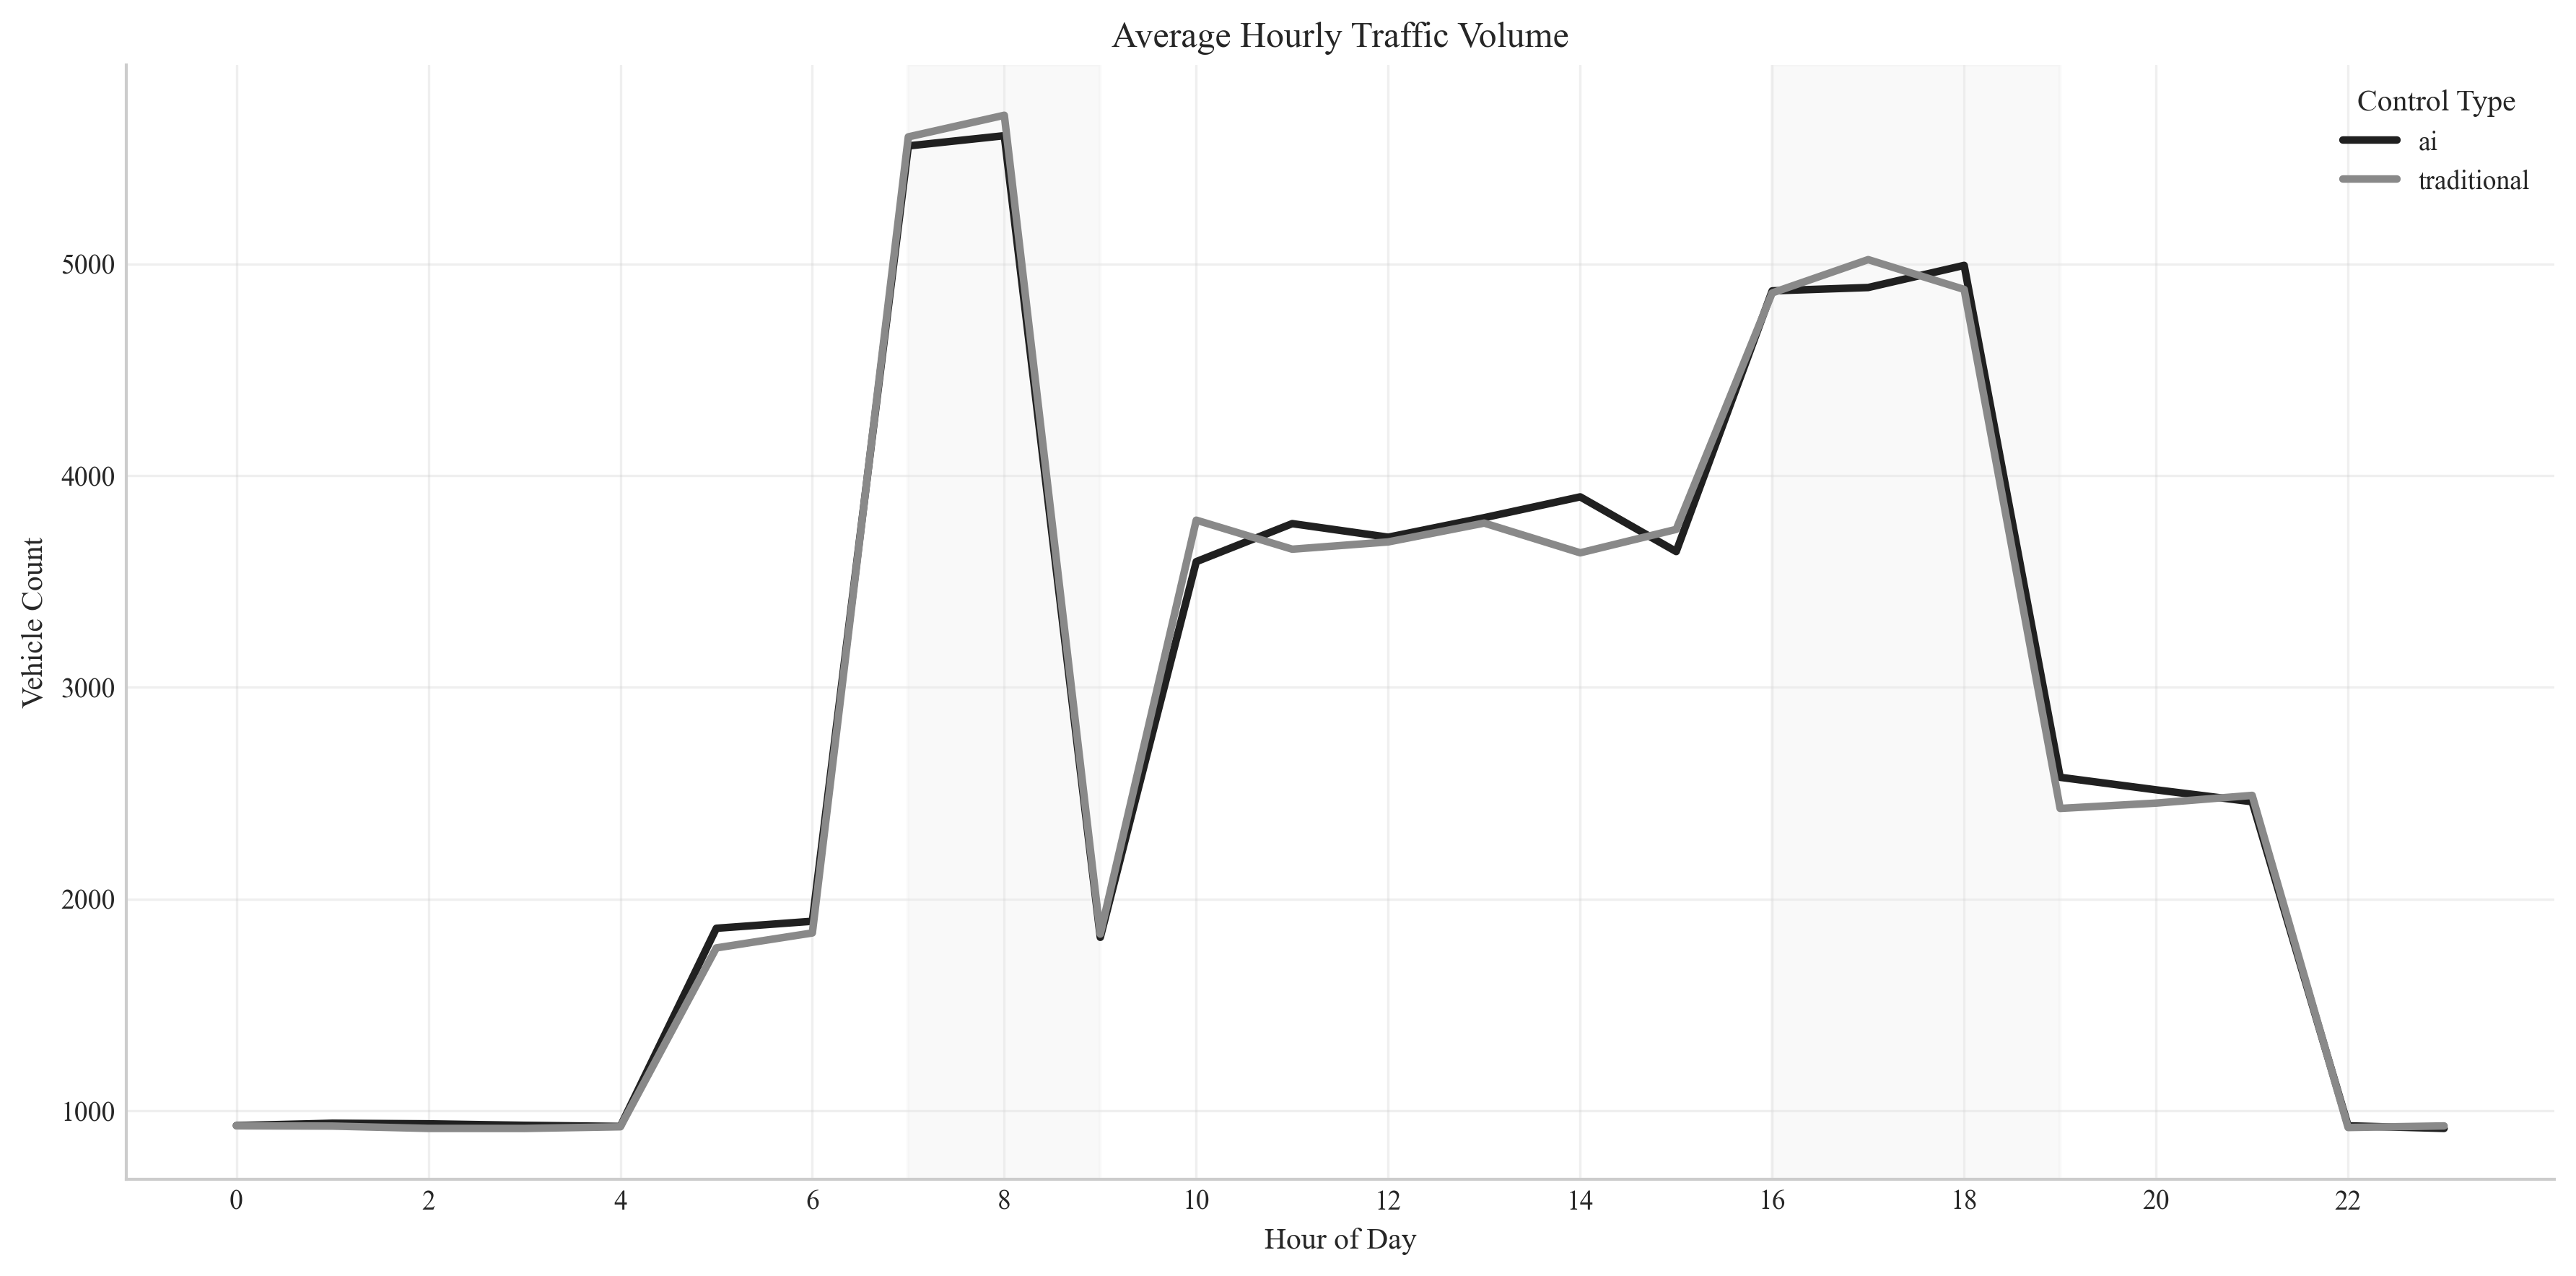 Average Hourly Traffic Volume
Control Type
ai
traditional
Vehicle Count
5000
4000
3000
2000
1000
0 2 4 6 8 10 12 14 16 18 20 22
Hour of Day